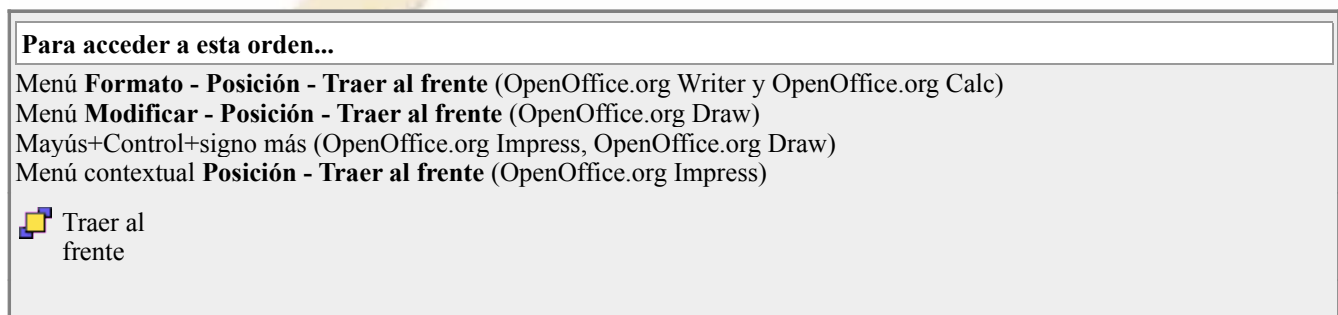 Para acceder a esta orden...
Menú Formato - Posición - Traer al frente (OpenOffice.org Writer y OpenOffice.org Calc)
Menú Modificar - Posición - Traer al frente (OpenOffice.org Draw)
Mayús+Control+signo más (OpenOffice.org Impress, OpenOffice.org Draw)
Menú contextual Posición - Traer al frente (OpenOffice.org Impress)
Traer al
frente